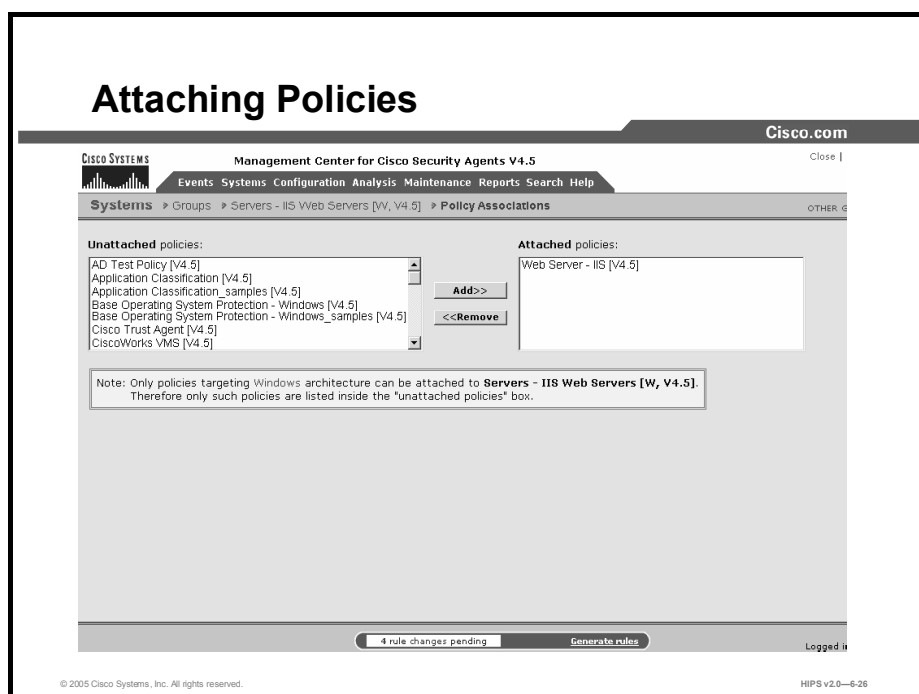 Attaching Policies
Cisco.com
CISCO SYSTEMS
Management Center for Cisco Security Agents V4.5
Close |
Events Systems Configuration Analysis Maintenance Reports Search Help
Systems > Groups > Servers - IIS Web Servers [W, V4.5] > Policy Associations
OTHER G
Unattached policies:
AD Test Policy [V4.5]
Application Classification [V4.5]
Application Classification_samples [V4.5]
Base Operating System Protection - Windows [V4.5]
Base Operating System Protection - Windows_samples [V4.5]
Cisco Trust Agent [V4.5]
CiscoWorks VMS [V4.5]
Add>>
<<Remove
Attached policies:
Web Server - IIS [V4.5]
Note: Only policies targeting Windows architecture can be attached to Servers - IIS Web Servers [W, V4.5].
Therefore only such policies are listed inside the "unattached policies" box.
4 rule changes pending
Generate rules
Logged in
© 2005 Cisco Systems, Inc. All rights reserved.
HIPS v2.0—6-26